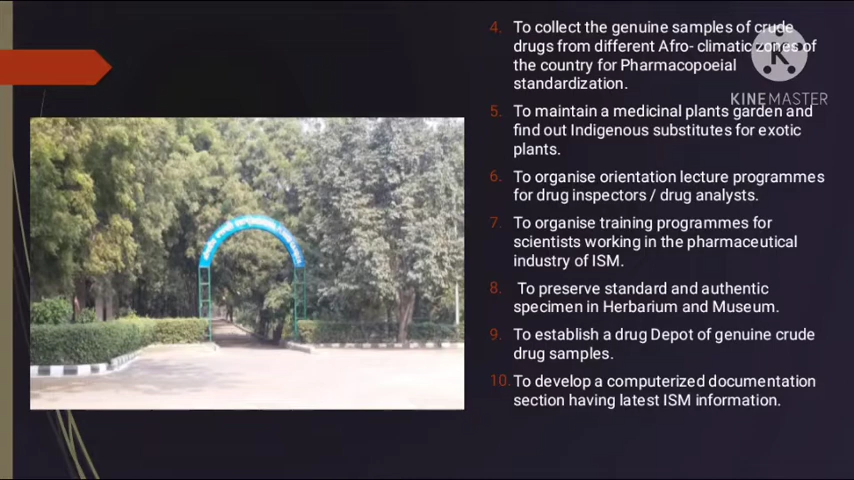 4. To collect the genuine samples of crude
drugs from different Afro- climatic zones of
the country for Pharmacopoeial
standardization.
KINEMASTER
5. To maintain a medicinal plants garden and
find out Indigenous substitutes for exotic
plants.
6. To organise orientation lecture programmes
for drug inspectors / drug analysts.
7. To organise training programmes for
scientists working in the pharmaceutical
industry of ISM.
8. To preserve standard and authentic
specimen in Herbarium and Museum.
9. To establish a drug Depot of genuine crude
drug samples.
10. To develop a computerized documentation
section having latest ISM information.